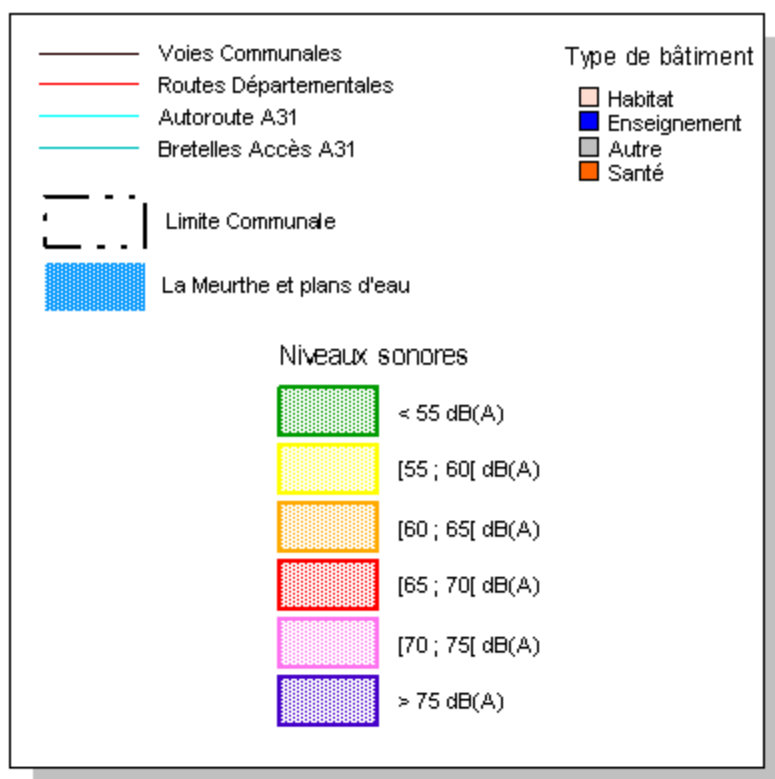 Voies Communales
Routes Départementales
Autoroute A31
Bretelles Accès A31
Limite Communale
La Meurthe et plans d'eau
Type de bâtiment
Habitat
Enseignement
Autre
Santé
Niveaux sonores
< 55 dB(A)
[55 ; 60[ dB(A)
[60 ; 65[ dB(A)
[65 ; 70[ dB(A)
[70 ; 75[ dB(A)
> 75 dB(A)